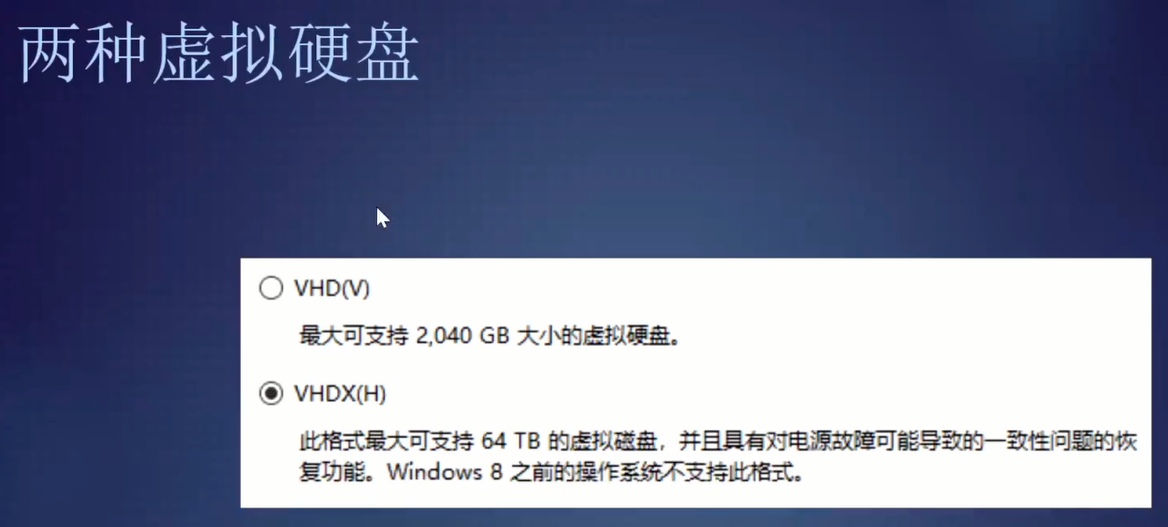 两种虚拟硬盘
VHD(V)
最大可支持 2,040 GB 大小的虚拟硬盘。
VHDX(H)
此格式最大可支持 64 TB 的虚拟磁盘，并且具有对电源故障可能导致的一致性问题的恢
复功能。Windows 8 之前的操作系统不支持此格式。